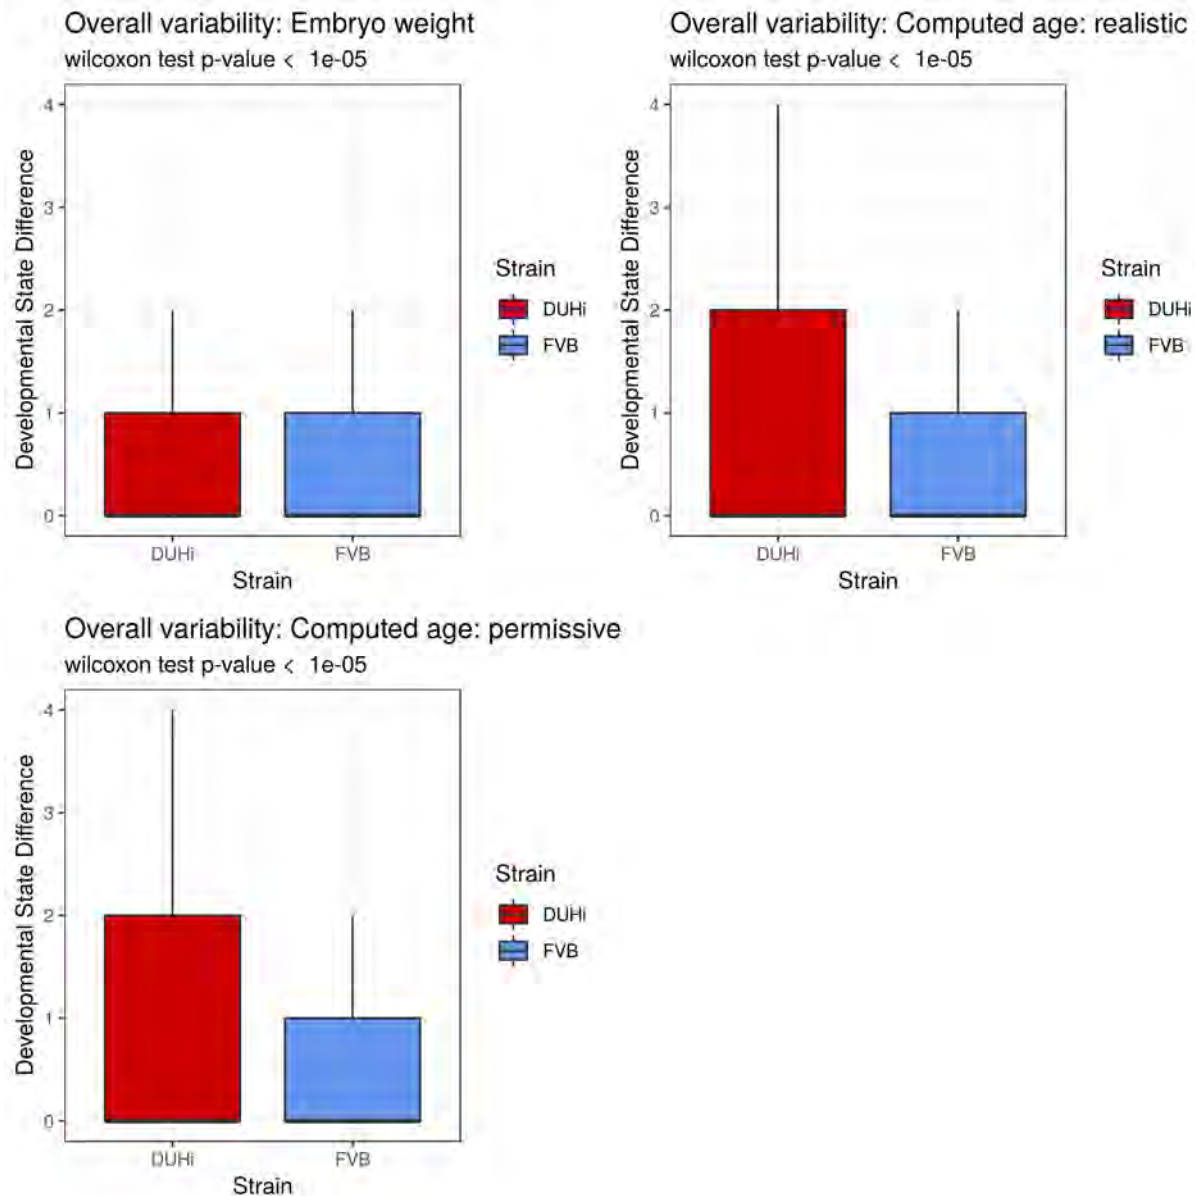 Overall variability: Embryo weight
wilcoxon test p-value <  1e-05
4
3
2
1
0
Developmental State Difference
DUHi
FVB
Strain
Strain
DUHi
FVB
Overall variability: Computed age: realistic
wilcoxon test p-value <  1e-05
4
3
2
1
0
Developmental State Difference
DUHi
FVB
Strain
Strain
DUHi
FVB
Overall variability: Computed age: permissive
wilcoxon test p-value <  1e-05
4
3
2
1
0
Developmental State Difference
DUHi
FVB
Strain
Strain
DUHi
FVB